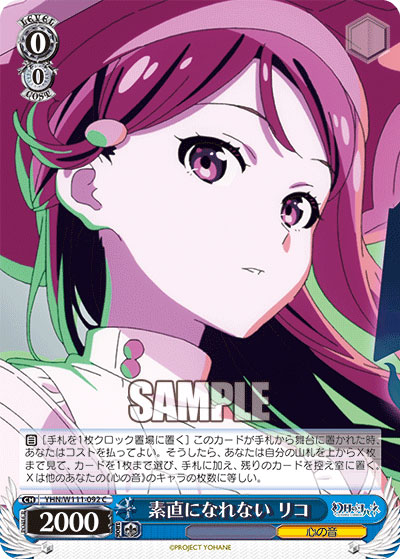 LEVEL
0
0
COST
SAMPLE
自 [手札を1枚クロック置場に置く] このカードが手札から舞台に置かれた時、
あなたはコストを払ってよい。そうしたら、あなたは自分の山札を上からX枚
まで見て、カードを1枚まで選び、手札に加え、残りのカードを控え室に置く。
Xは他のあなたの《心の音》のキャラの枚数に等しい。
CH YHN/W111-092 C
2000
素直になれない リコ
心の音
©PROJECT YOHANE